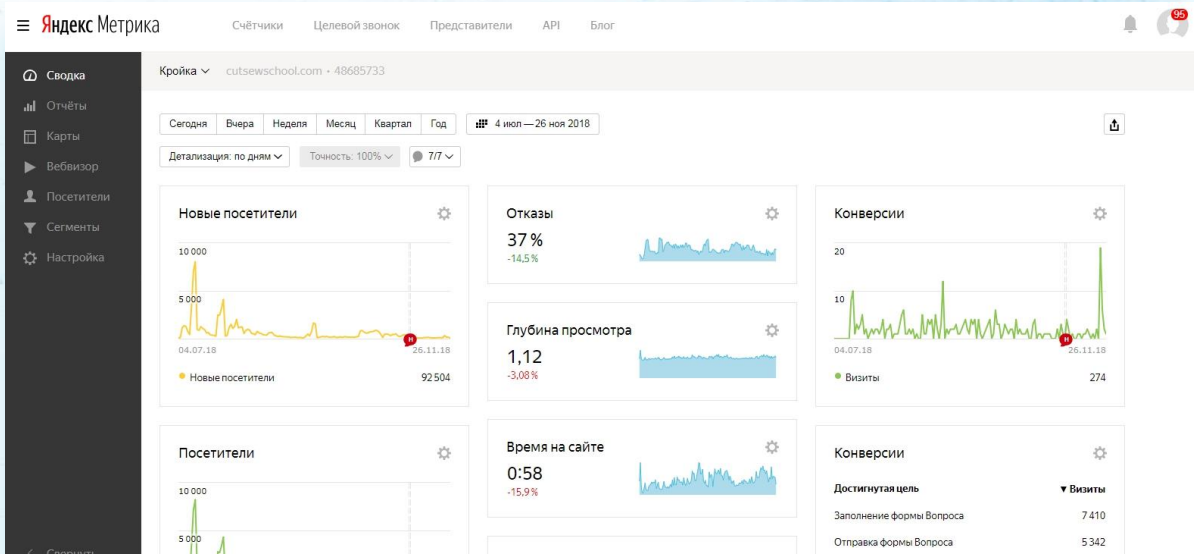 Яндекс Метрика
Счётчики Целевой звонок Представители API Блог
95
Сводка
Отчёты
Карты
Вебвизор
Посетители
Сегменты
Настройка
Свернуть
Кройка cutsewschool.com • 48685733
Сегодня Вчера Неделя Месяц Квартал Год 4 июл — 26 ноя 2018
Детализация: по дням Точность: 100% 7/7
Новые посетители
10 000
5 000
Н
04.07.18 26.11.18
Новые посетители 92 504
Посетители
10 000
5 000
Отказы
37 %
-14,5 %
Глубина просмотра
1,12
-3,08 %
Время на сайте
0:58
-15,9 %
Конверсии
20
10
Н
04.07.18 26.11.18
Визиты 274
Конверсии
Достигнутая цель ▼ Визиты
Заполнение формы Вопроса 7 410
Отправка формы Вопроса 5 342